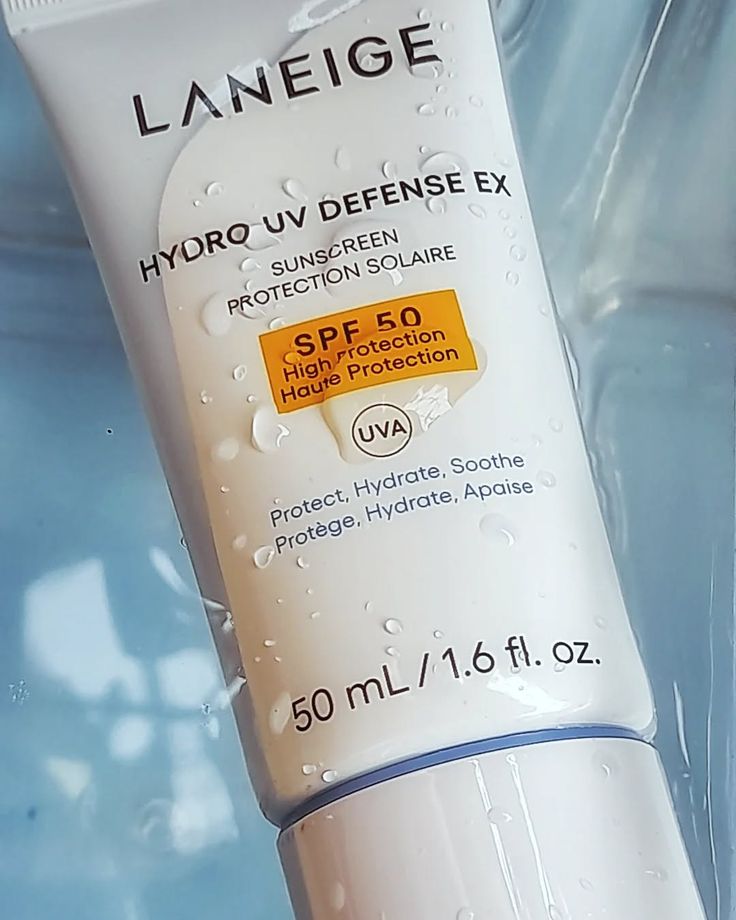 LANEIGE
HYDRO UV DEFENSE EX
SUNSCREEN
PROTECTION SOLAIRE
SPF 50
High Protection
Haute Protection
UVA
Protect, Hydrate, Soothe
Protège, Hydrate, Apaise
50 mL / 1.6 fl. oz.